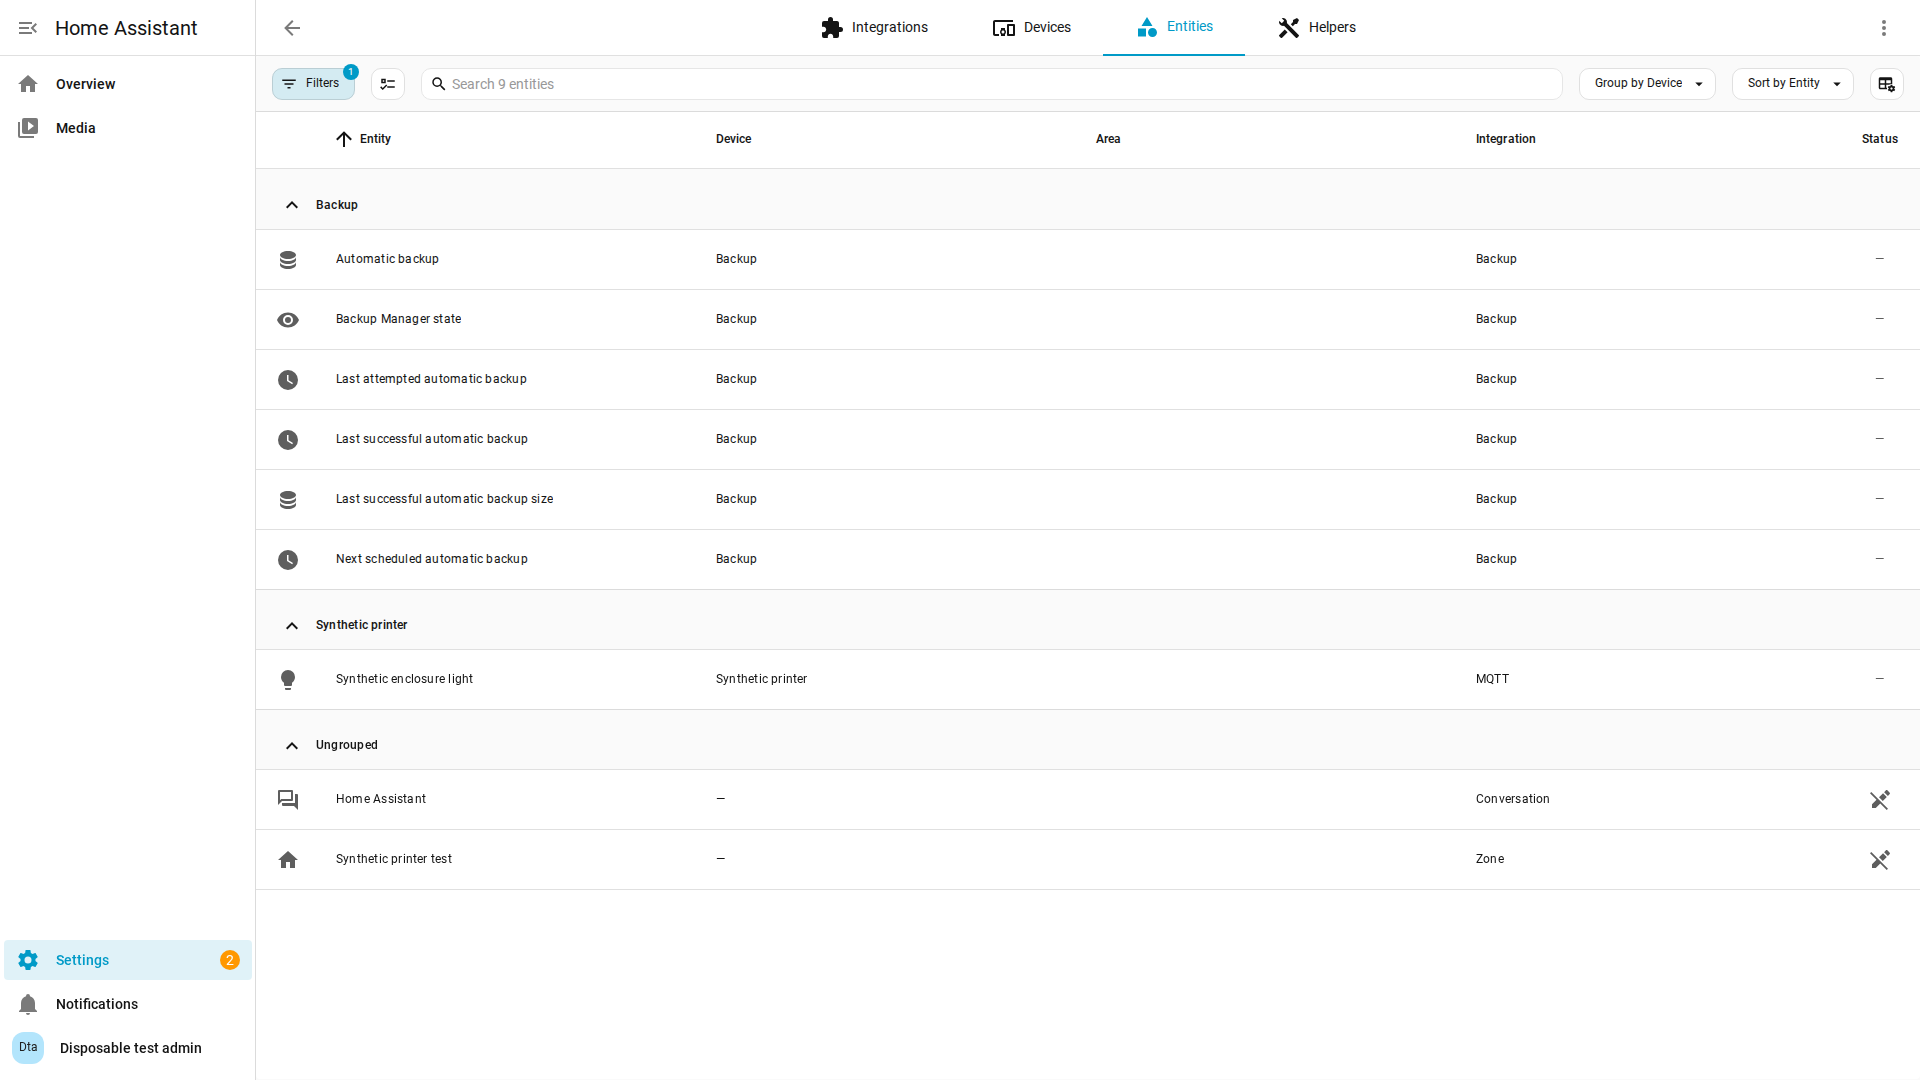 Home Assistant
Integrations
Devices
Entities
Helpers
Overview
Media
Filters
1
Search 9 entities
Group by Device
Sort by Entity
Entity
Device
Area
Integration
Status
Backup
Automatic backup
Backup
Backup
—
Backup Manager state
Backup
Backup
—
Last attempted automatic backup
Backup
Backup
—
Last successful automatic backup
Backup
Backup
—
Last successful automatic backup size
Backup
Backup
—
Next scheduled automatic backup
Backup
Backup
—
Synthetic printer
Synthetic enclosure light
Synthetic printer
MQTT
—
Ungrouped
Home Assistant
—
Conversation
Synthetic printer test
—
Zone
Settings
2
Notifications
Dta
Disposable test admin